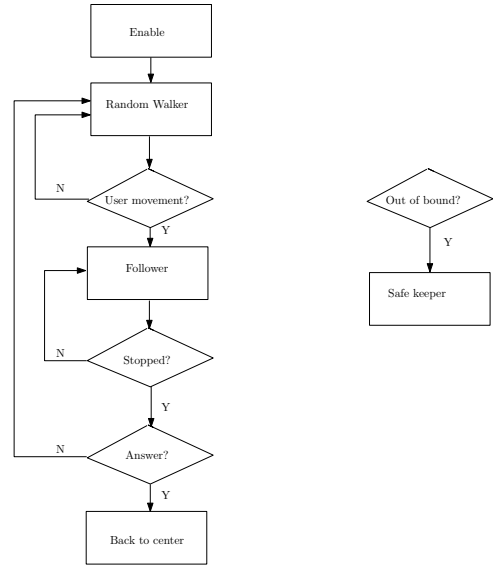 Enable
Random Walker
N
User movement?
Y
Follower
N
Stopped?
Y
N
Answer?
Y
Back to center
Out of bound?
Y
Safe keeper